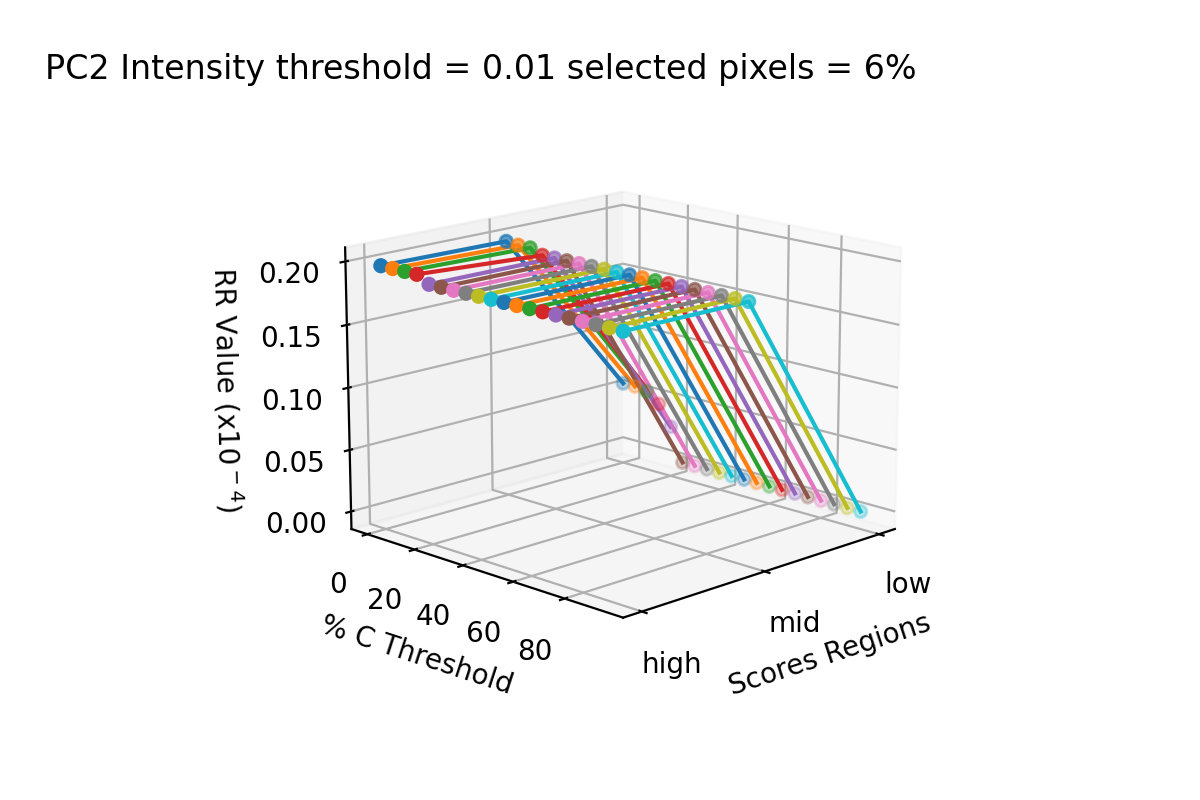 PC2 Intensity threshold = 0.01 selected pixels = 6%
RR Value (x10⁻⁴)
0.20
0.15
0.10
0.05
0.00
0
20
40
60
80
% C Threshold
high
mid
low
Scores Regions